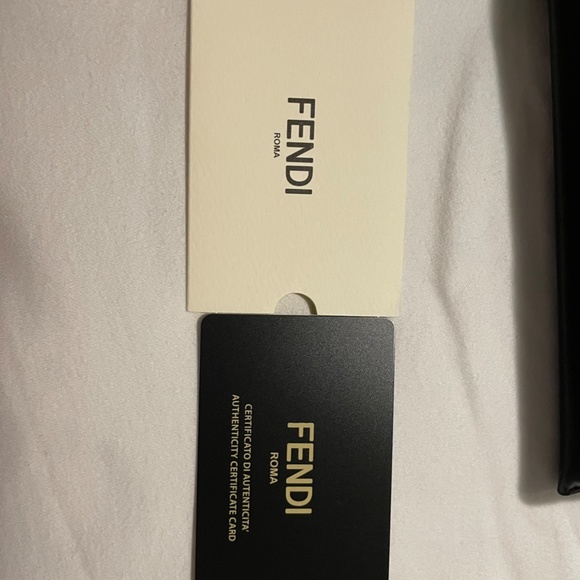 FENDI
ROMA
FENDI
ROMA
CERTIFICATO DI AUTENTICITA'
AUTHENTICITY CERTIFICATE CARD